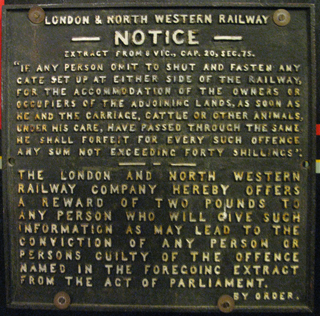 LONDON & NORTH WESTERN RAILWAY
— NOTICE —
EXTRACT FROM 8 VIC., CAP. 20, SEC. 75.
"IF ANY PERSON OMIT TO SHUT AND FASTEN ANY
GATE SET UP AT EITHER SIDE OF THE RAILWAY,
FOR THE ACCOMMODATION OF THE OWNERS OR
OCCUPIERS OF THE ADJOINING LANDS, AS SOON AS
HE AND THE CARRIAGE, CATTLE OR OTHER ANIMALS,
UNDER HIS CARE, HAVE PASSED THROUGH THE SAME
HE SHALL FORFEIT FOR EVERY SUCH OFFENCE
ANY SUM NOT EXCEEDING FORTY SHILLINGS".
THE LONDON AND NORTH WESTERN
RAILWAY COMPANY HEREBY OFFERS
A REWARD OF TWO POUNDS TO
ANY PERSON WHO WILL GIVE SUCH
INFORMATION AS MAY LEAD TO THE
CONVICTION OF ANY PERSON OR
PERSONS GUILTY OF THE OFFENCE
NAMED IN THE FOREGOING EXTRACT
FROM THE ACT OF PARLIAMENT.
BY ORDER.